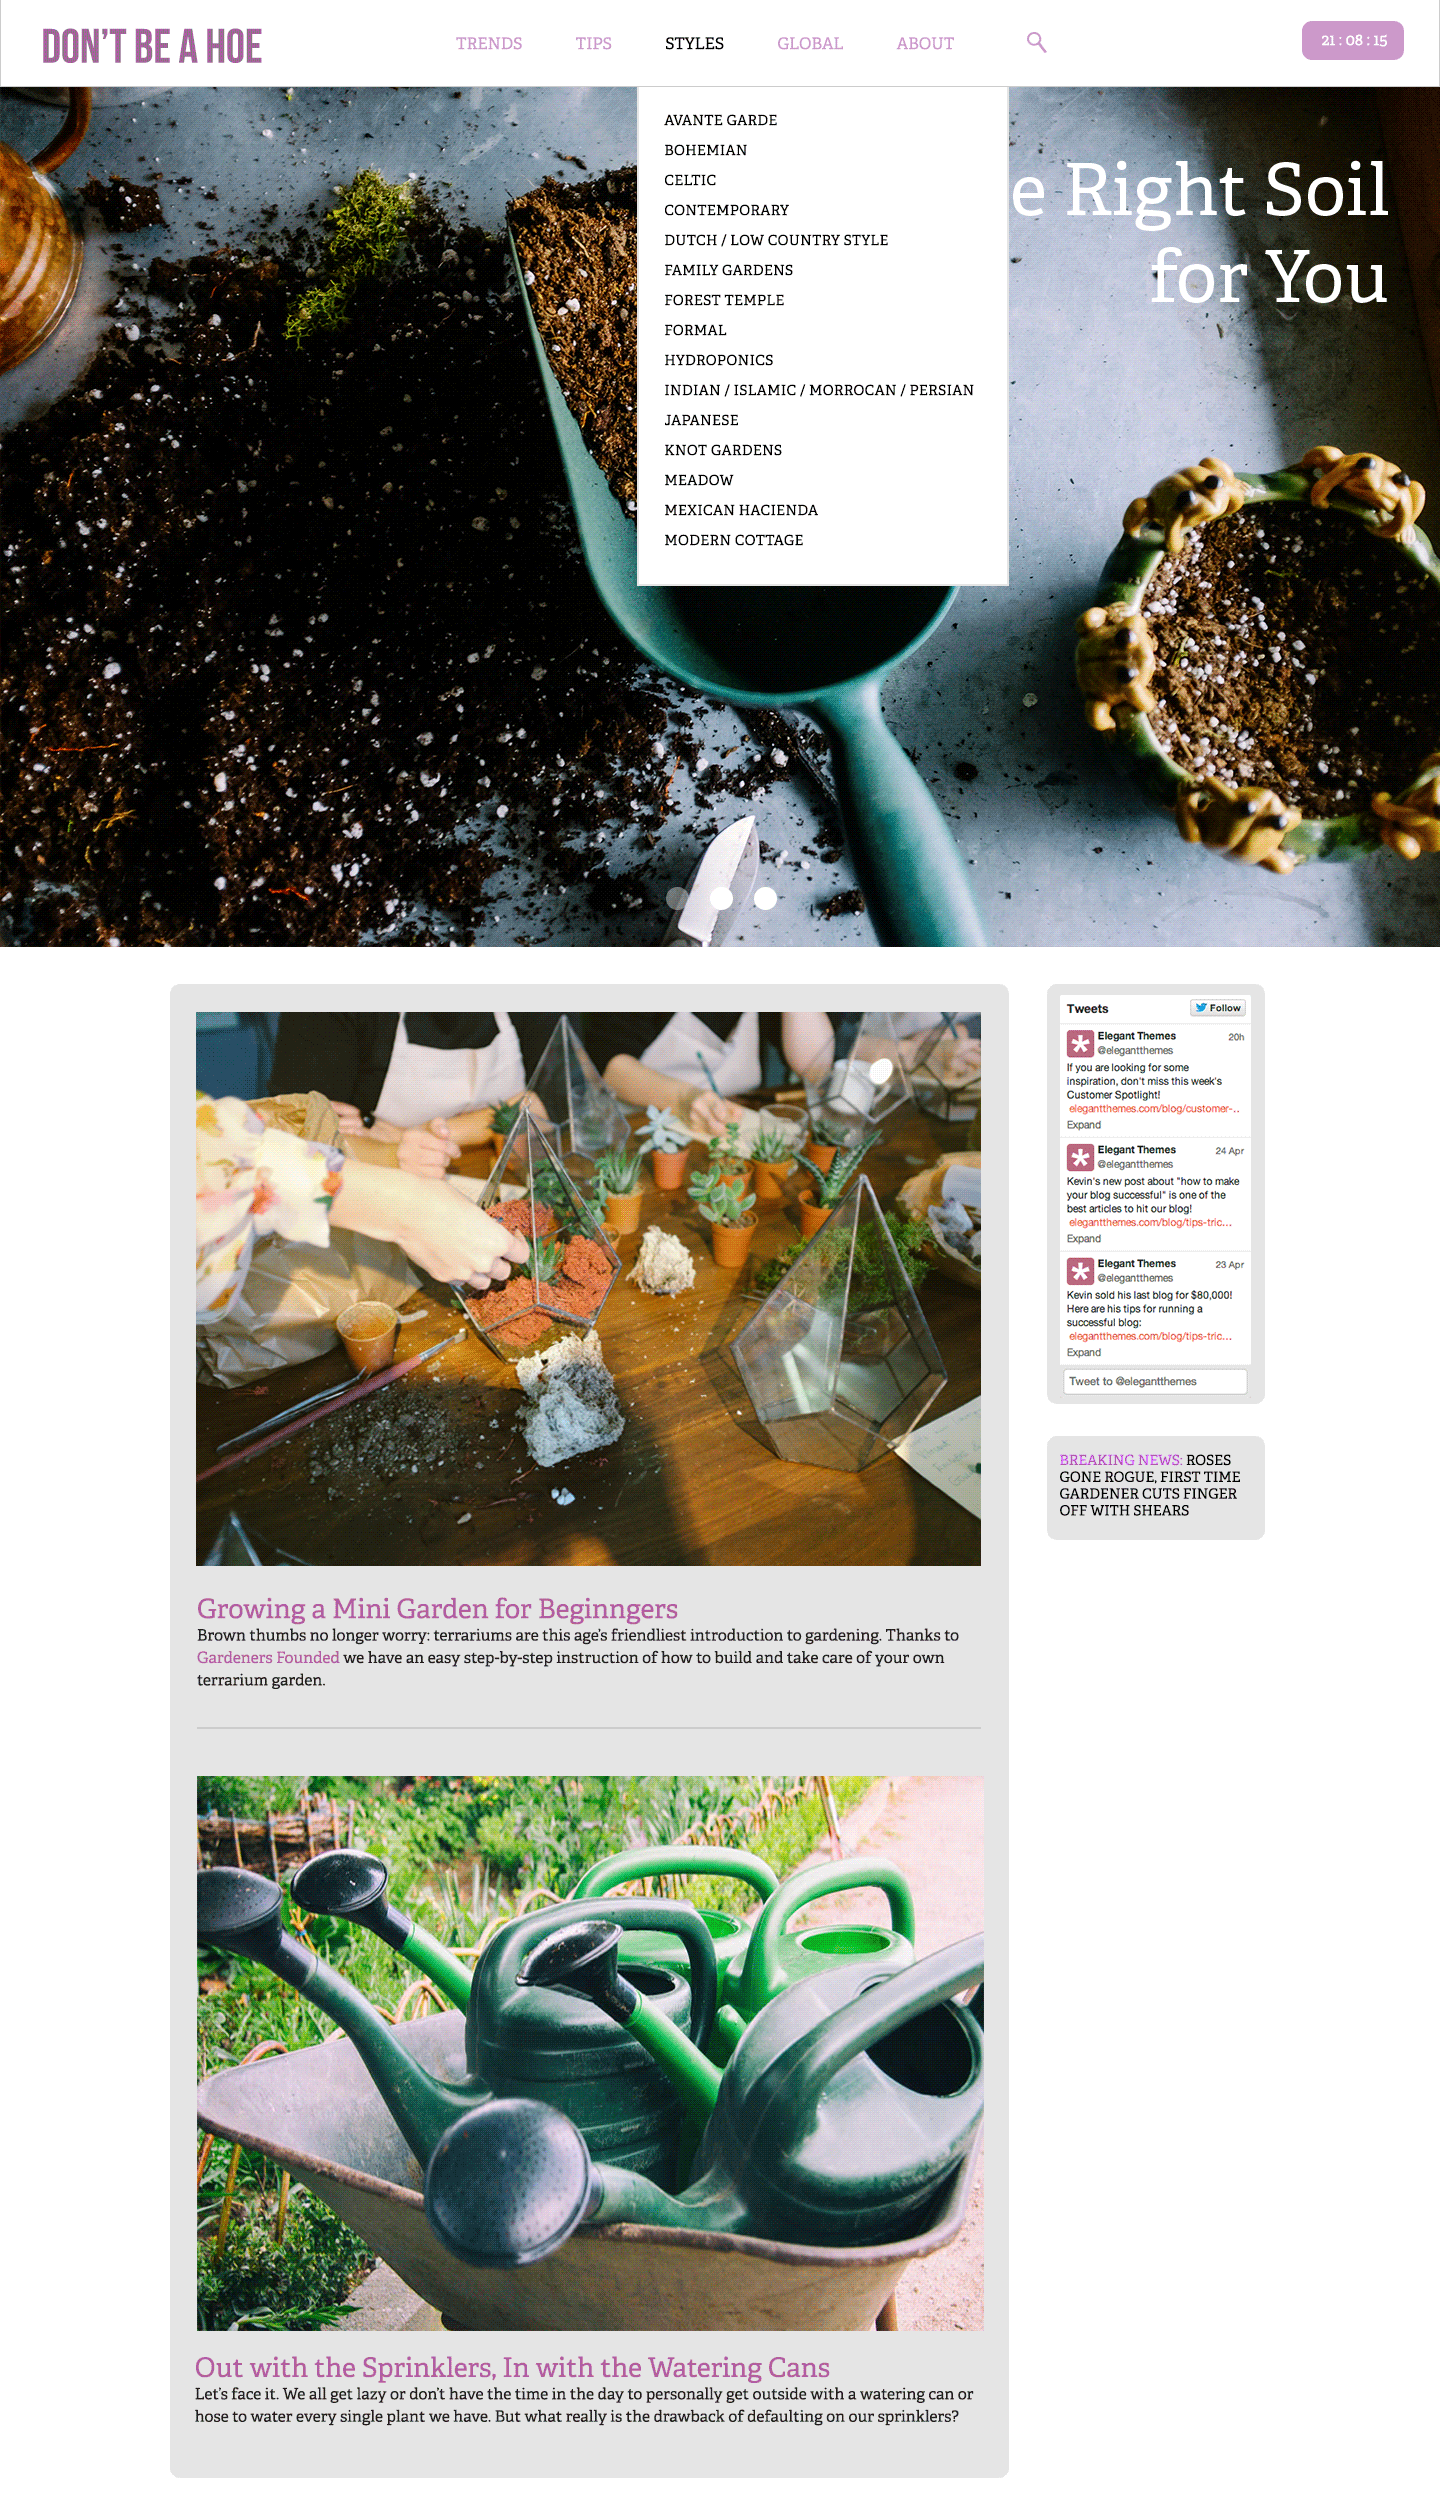 DON'T BE A HOE
TRENDS TIPS STYLES GLOBAL ABOUT
21 : 08 : 15
AVANTE GARDE
BOHEMIAN
CELTIC
CONTEMPORARY
DUTCH / LOW COUNTRY STYLE
FAMILY GARDENS
FOREST TEMPLE
FORMAL
HYDROPONICS
INDIAN / ISLAMIC / MORROCAN / PERSIAN
JAPANESE
KNOT GARDENS
MEADOW
MEXICAN HACIENDA
MODERN COTTAGE
e Right Soil
for You
Growing a Mini Garden for Beginngers
Brown thumbs no longer worry: terrariums are this age's friendliest introduction to gardening. Thanks to
Gardeners Founded we have an easy step-by-step instruction of how to build and take care of your own
terrarium garden.
Out with the Sprinklers, In with the Watering Cans
Let's face it. We all get lazy or don't have the time in the day to personally get outside with a watering can or
hose to water every single plant we have. But what really is the drawback of defaulting on our sprinklers?
Tweets Follow
Elegant Themes 20h
@elegantthemes
If you are looking for some
inspiration, don't miss this week's
Customer Spotlight!
elegantthemes.com/blog/customer-..
Expand
Elegant Themes 24 Apr
@elegantthemes
Kevin's new post about "how to make
your blog successful" is one of the
best articles to hit our blog!
elegantthemes.com/blog/tips-tric...
Expand
Elegant Themes 23 Apr
@elegantthemes
Kevin sold his last blog for $80,000!
Here are his tips for running a
successful blog:
elegantthemes.com/blog/tips-tric...
Expand
Tweet to @elegantthemes
BREAKING NEWS: ROSES
GONE ROGUE, FIRST TIME
GARDENER CUTS FINGER
OFF WITH SHEARS